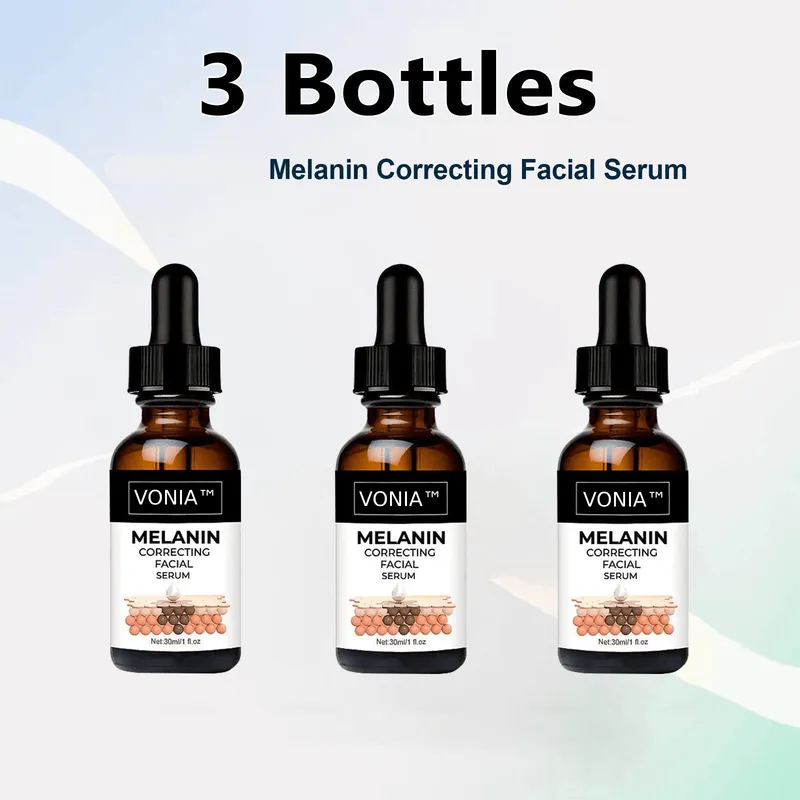 3 Bottles
Melanin Correcting Facial Serum
VONIA™
MELANIN
CORRECTING
FACIAL
SERUM
Net:30ml/1 fl.oz
VONIA™
MELANIN
CORRECTING
FACIAL
SERUM
Net:30ml/1 fl.oz
VONIA™
MELANIN
CORRECTING
FACIAL
SERUM
Net:30ml/1 fl.oz